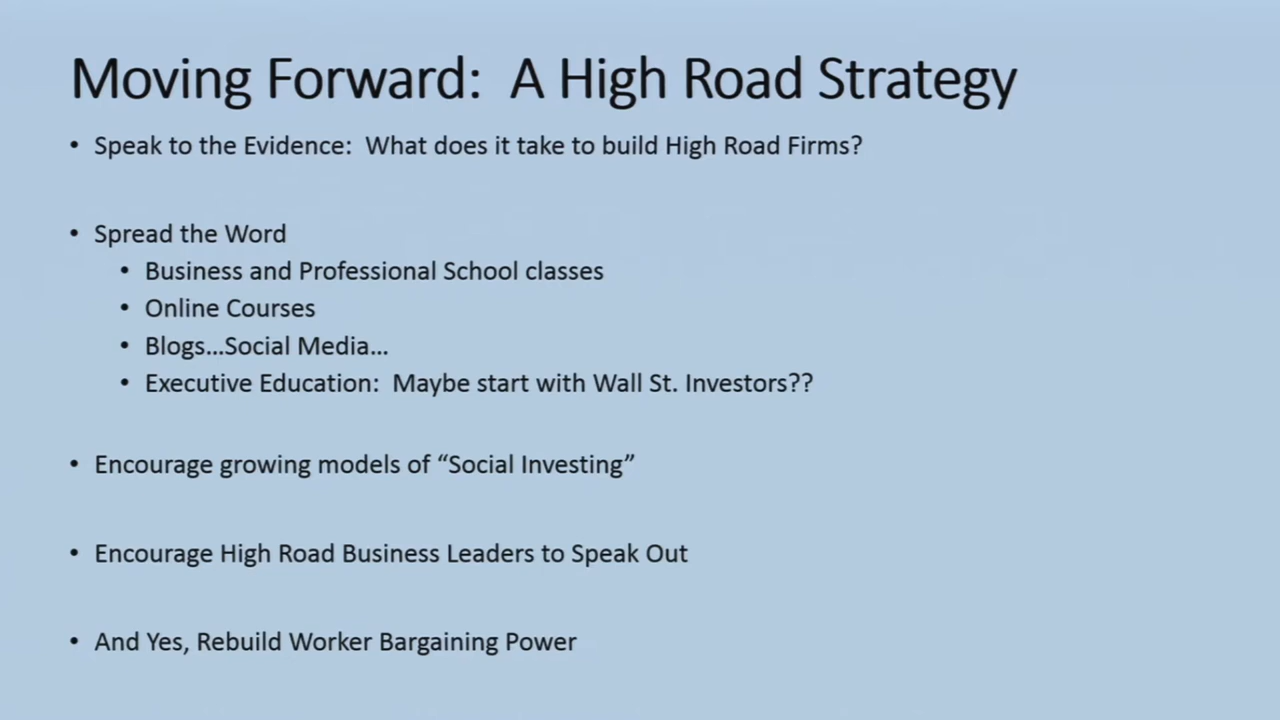 Moving Forward:  A High Road Strategy
• Speak to the Evidence:  What does it take to build High Road Firms?
• Spread the Word
• Business and Professional School classes
• Online Courses
• Blogs...Social Media...
• Executive Education:  Maybe start with Wall St. Investors??
• Encourage growing models of “Social Investing”
• Encourage High Road Business Leaders to Speak Out
• And Yes, Rebuild Worker Bargaining Power